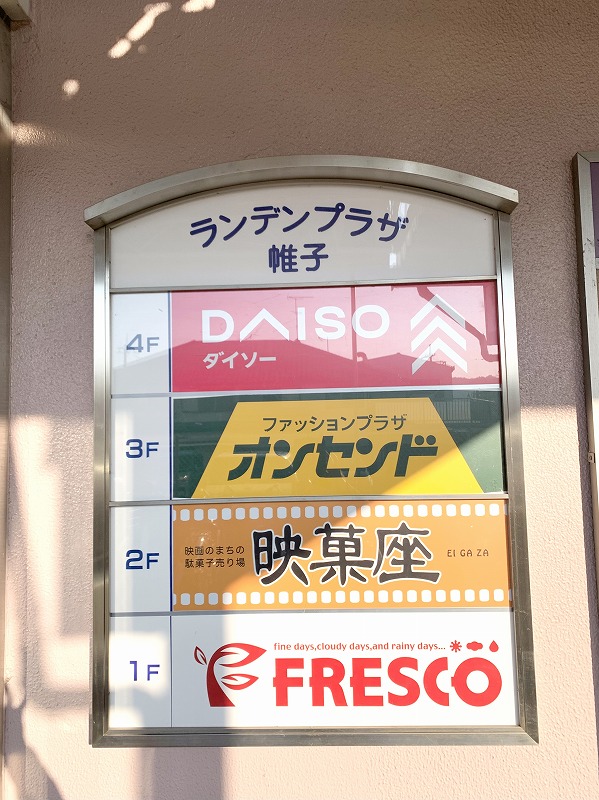 ランデンプラザ
帷子
4F
DAISO
ダイソー
3F
ファッションプラザ
オンセンド
2F
映画のまちの
駄菓子売り場
映菓座
EI GA ZA
1F
fine days,cloudy days,and rainy days...
FRESCO